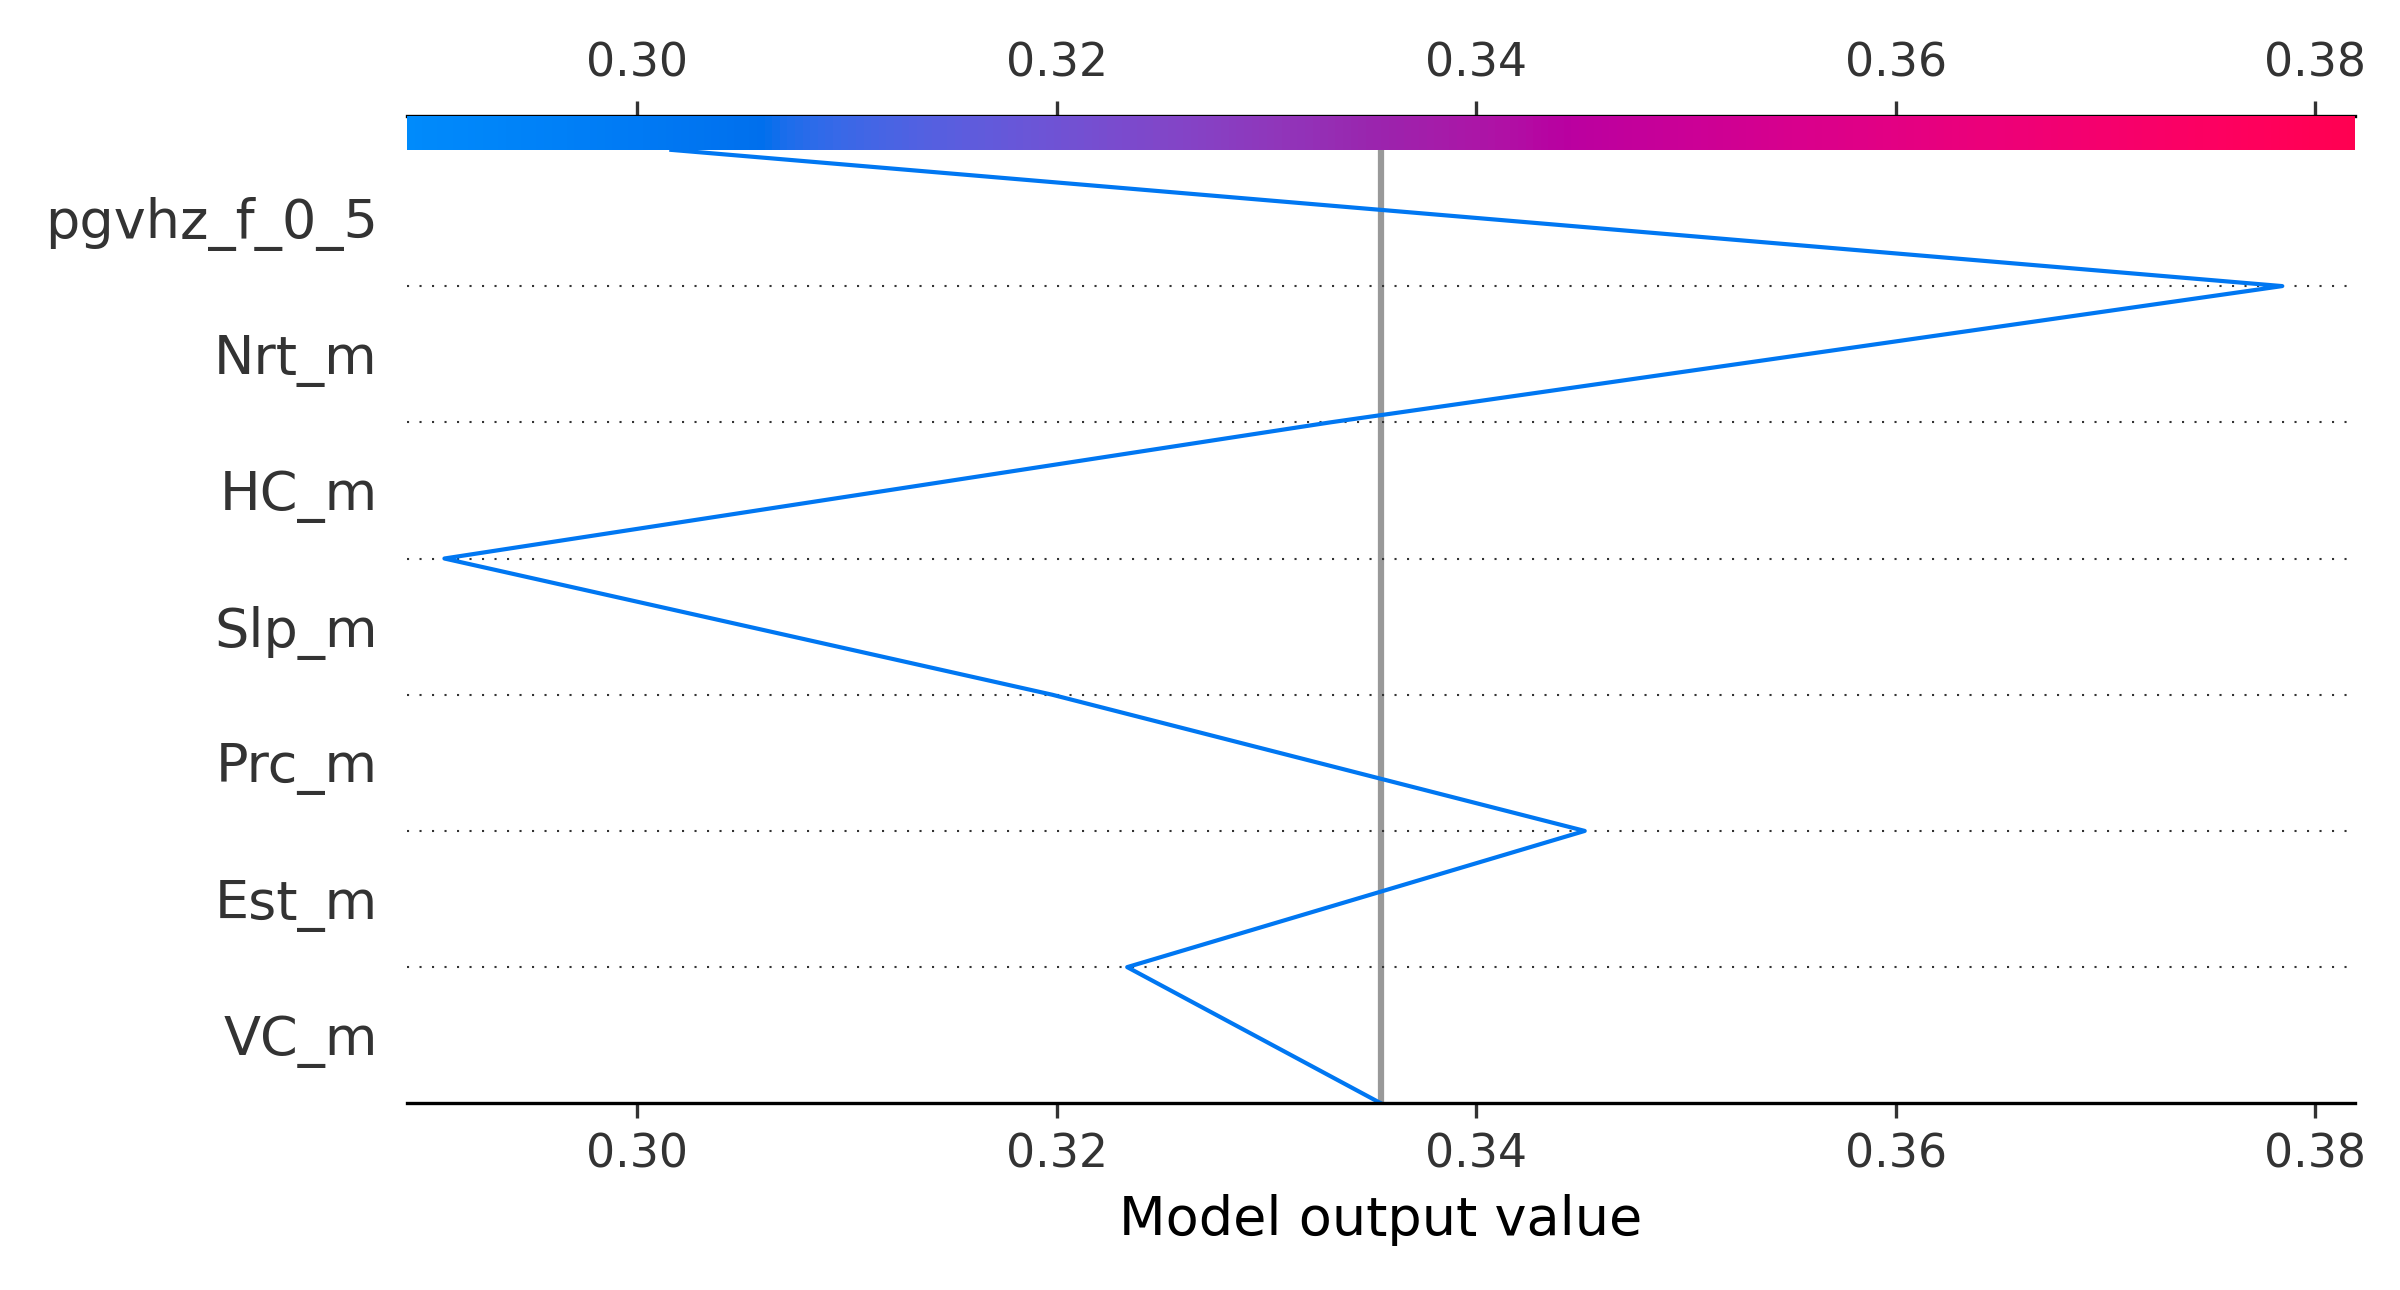 0.30 0.32 0.34 0.36 0.38
pgvhz_f_0_5
Nrt_m
HC_m
Slp_m
Prc_m
Est_m
VC_m
0.30 0.32 0.34 0.36 0.38
Model output value